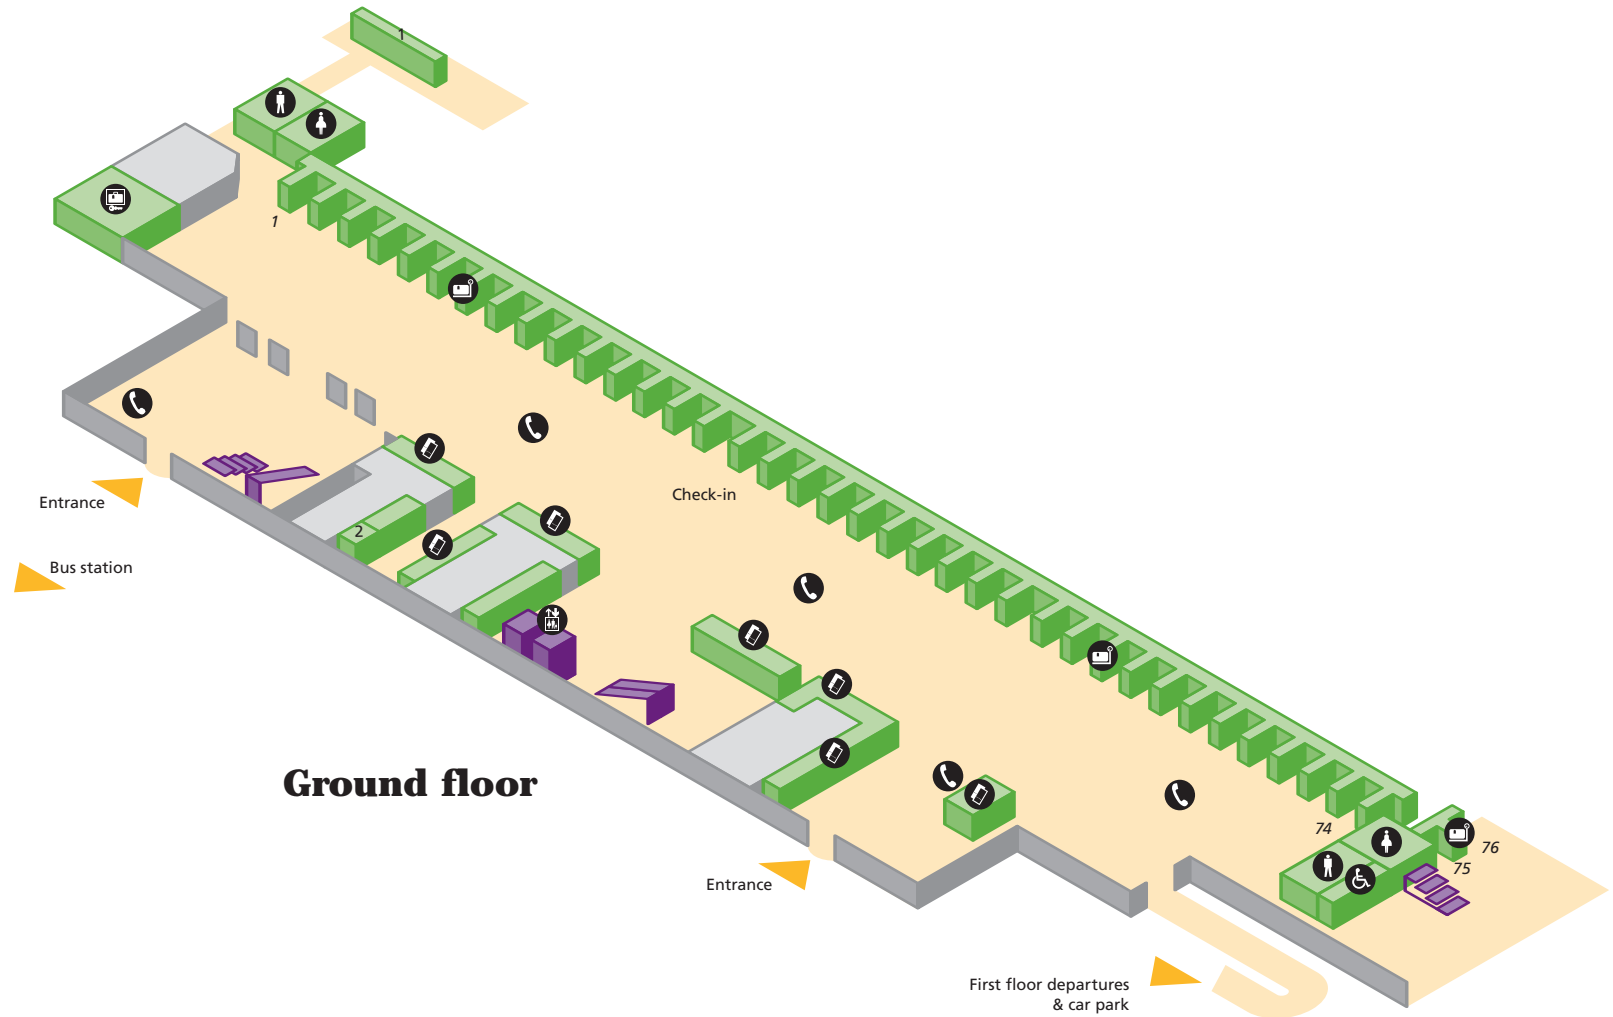 1
1
Check-in
Entrance
2
Bus station
Ground floor
74
76
75
Entrance
First floor departures
& car park